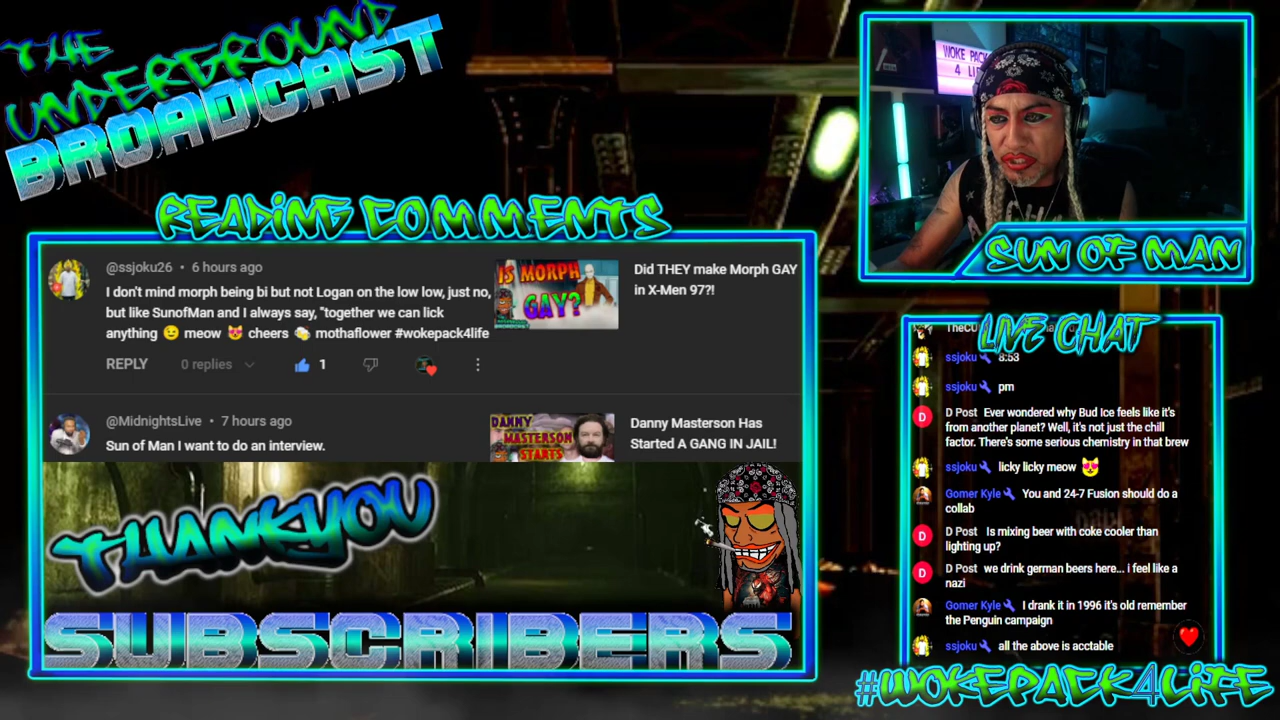 THE
UNDERGROUND
BROADCAST
READING COMMENTS
@ssjoku26 • 6 hours ago
I don't mind morph being bi but not Logan on the low low, just no,
but like SunofMan and I always say, "together we can lick
anything 😉 meow 😻 cheers 🍻 mothaflower #wokepack4life
REPLY 0 replies 1
IS MORPH
GAY?
Did THEY make Morph GAY
in X-Men 97?!
@MidnightsLive • 7 hours ago
Sun of Man I want to do an interview.
DANNY
MASTERSON
STARTS
Danny Masterson Has
Started A GANG IN JAIL!
THANK YOU
SUBSCRIBERS
WOKE PACK
4 LI
SUN OF MAN
LIVE CHAT
ssjoku 8:53
ssjoku pm
D Post Ever wondered why Bud Ice feels like it's
from another planet? Well, it's not just the chill
factor. There's some serious chemistry in that brew
ssjoku licky licky meow 😻
Gomer Kyle You and 24-7 Fusion should do a
collab
D Post Is mixing beer with coke cooler than
lighting up?
D Post we drink german beers here... i feel like a
nazi
Gomer Kyle I drank it in 1996 it's old remember
the Penguin campaign
ssjoku all the above is acctable
#WOKEPACK4LIFE